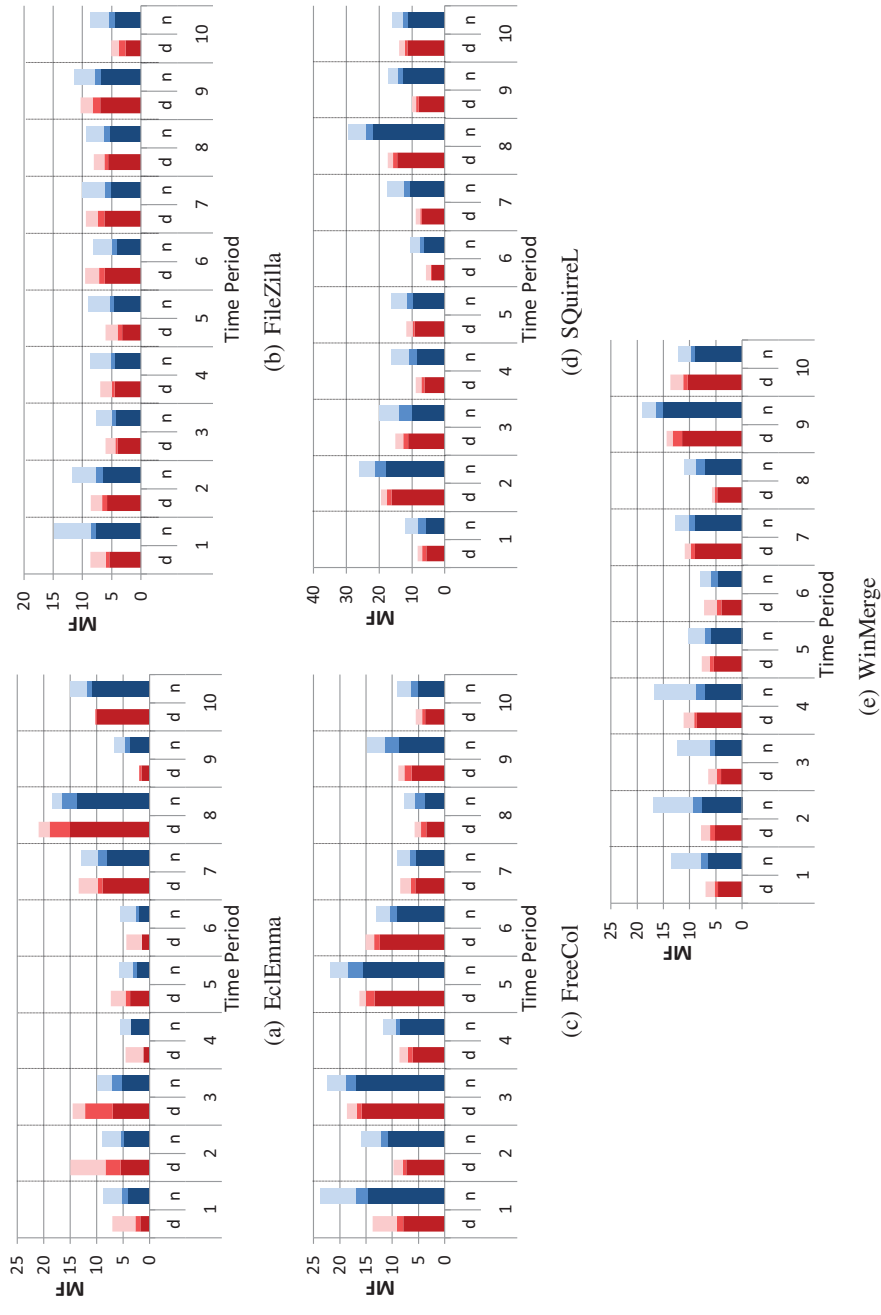 MF
25
20
15
10
5
0
d n d n d n d n d n d n d n d n d n d n
1 2 3 4 5 6 7 8 9 10
Time Period
(a) EclEmma
MF
20
15
10
5
0
d n d n d n d n d n d n d n d n d n d n
1 2 3 4 5 6 7 8 9 10
Time Period
(b) FileZilla
MF
25
20
15
10
5
0
d n d n d n d n d n d n d n d n d n d n
1 2 3 4 5 6 7 8 9 10
Time Period
(c) FreeCol
MF
40
30
20
10
0
d n d n d n d n d n d n d n d n d n d n
1 2 3 4 5 6 7 8 9 10
Time Period
(d) SQuirreL
MF
25
20
15
10
5
0
d n d n d n d n d n d n d n d n d n d n
1 2 3 4 5 6 7 8 9 10
Time Period
(e) WinMerge